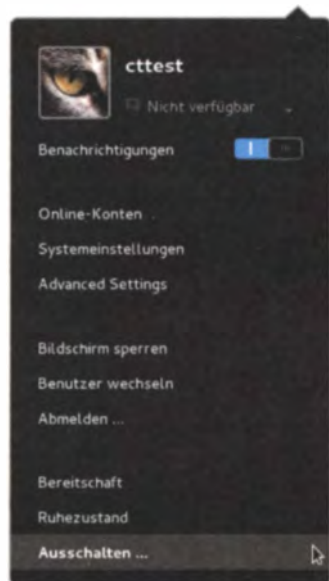 cttest
Nicht verfügbar
Benachrichtigungen
Online-Konten
Systemeinstellungen
Advanced Settings
Bildschirm sperren
Benutzer wechseln
Abmelden ...
Bereitschaft
Ruhezustand
Ausschalten ...